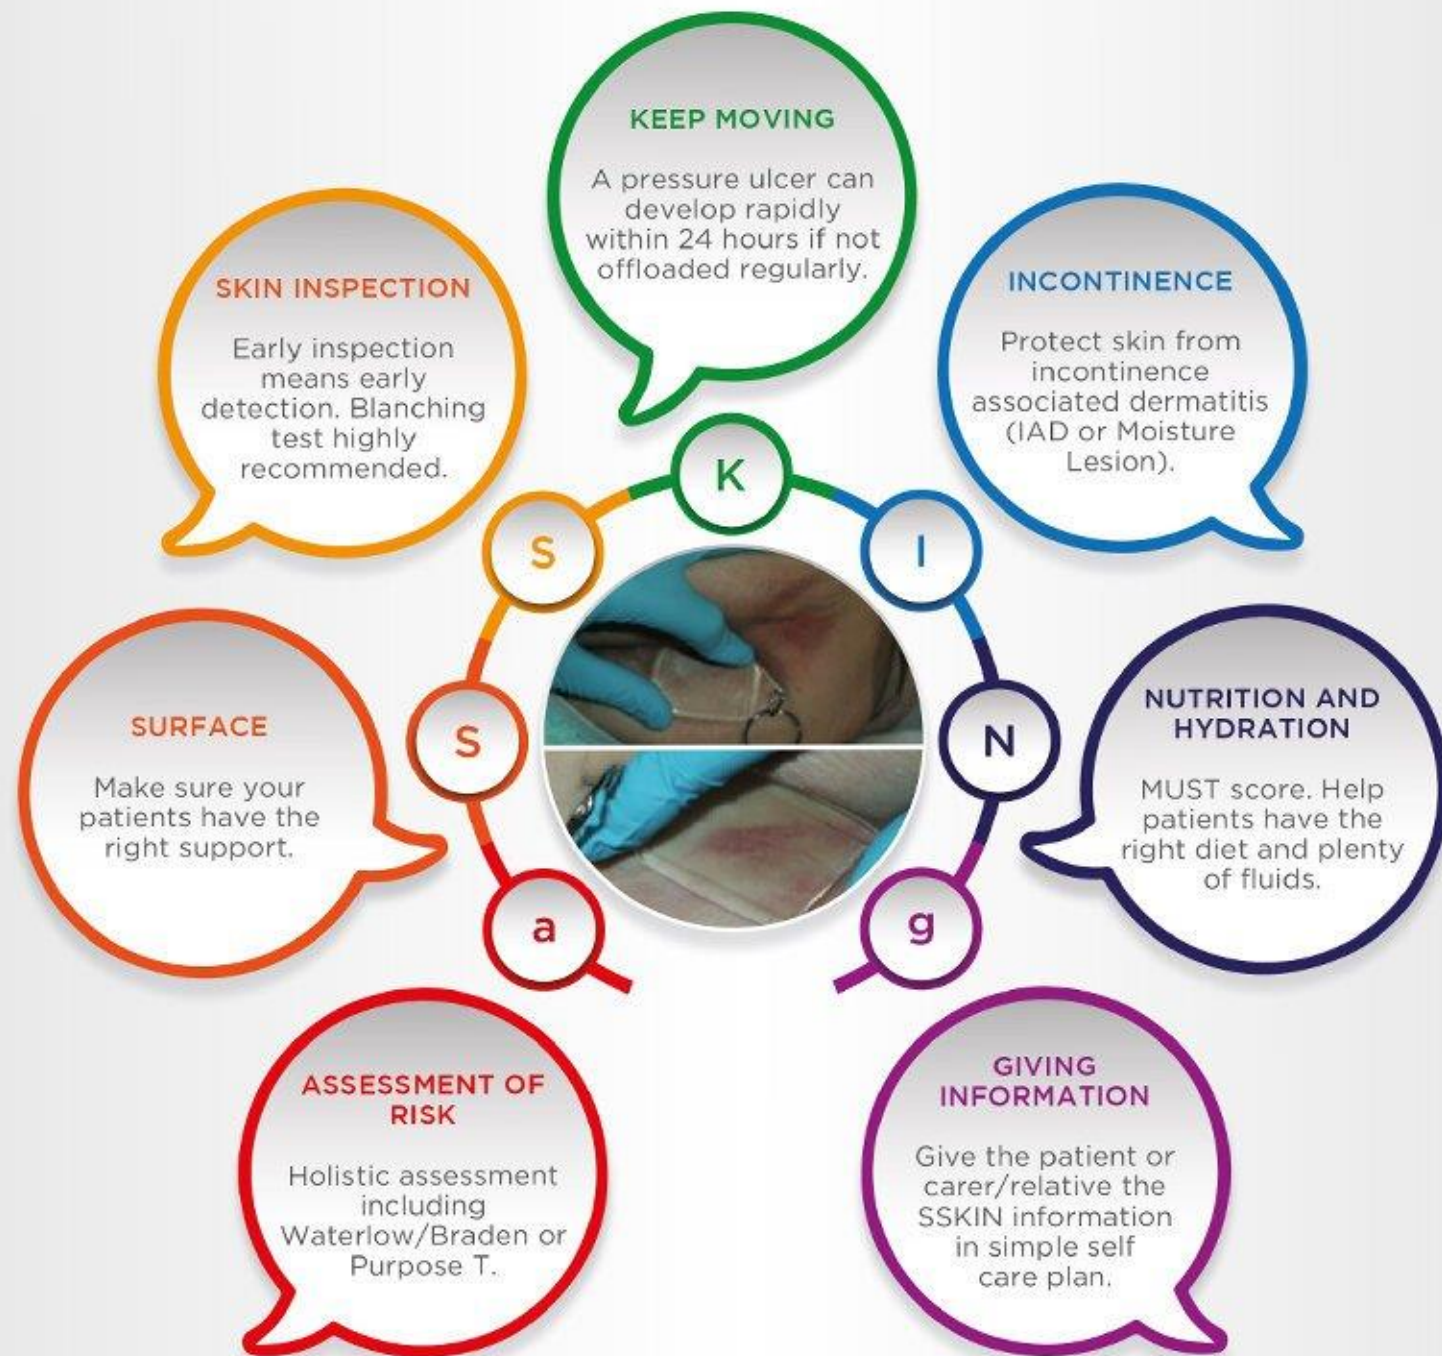 KEEP MOVING
A pressure ulcer can
develop rapidly
within 24 hours if not
offloaded regularly.
SKIN INSPECTION
Early inspection
means early
detection. Blanching
test highly
recommended.
INCONTINENCE
Protect skin from
incontinence
associated dermatitis
(IAD or Moisture
Lesion).
K
S
I
SURFACE
Make sure your
patients have the
right support.
S
N
NUTRITION AND
HYDRATION
MUST score. Help
patients have the
right diet and plenty
of fluids.
a
g
ASSESSMENT OF
RISK
Holistic assessment
including
Waterlow/Braden or
Purpose T.
GIVING
INFORMATION
Give the patient or
carer/relative the
SSKIN information
in simple self
care plan.